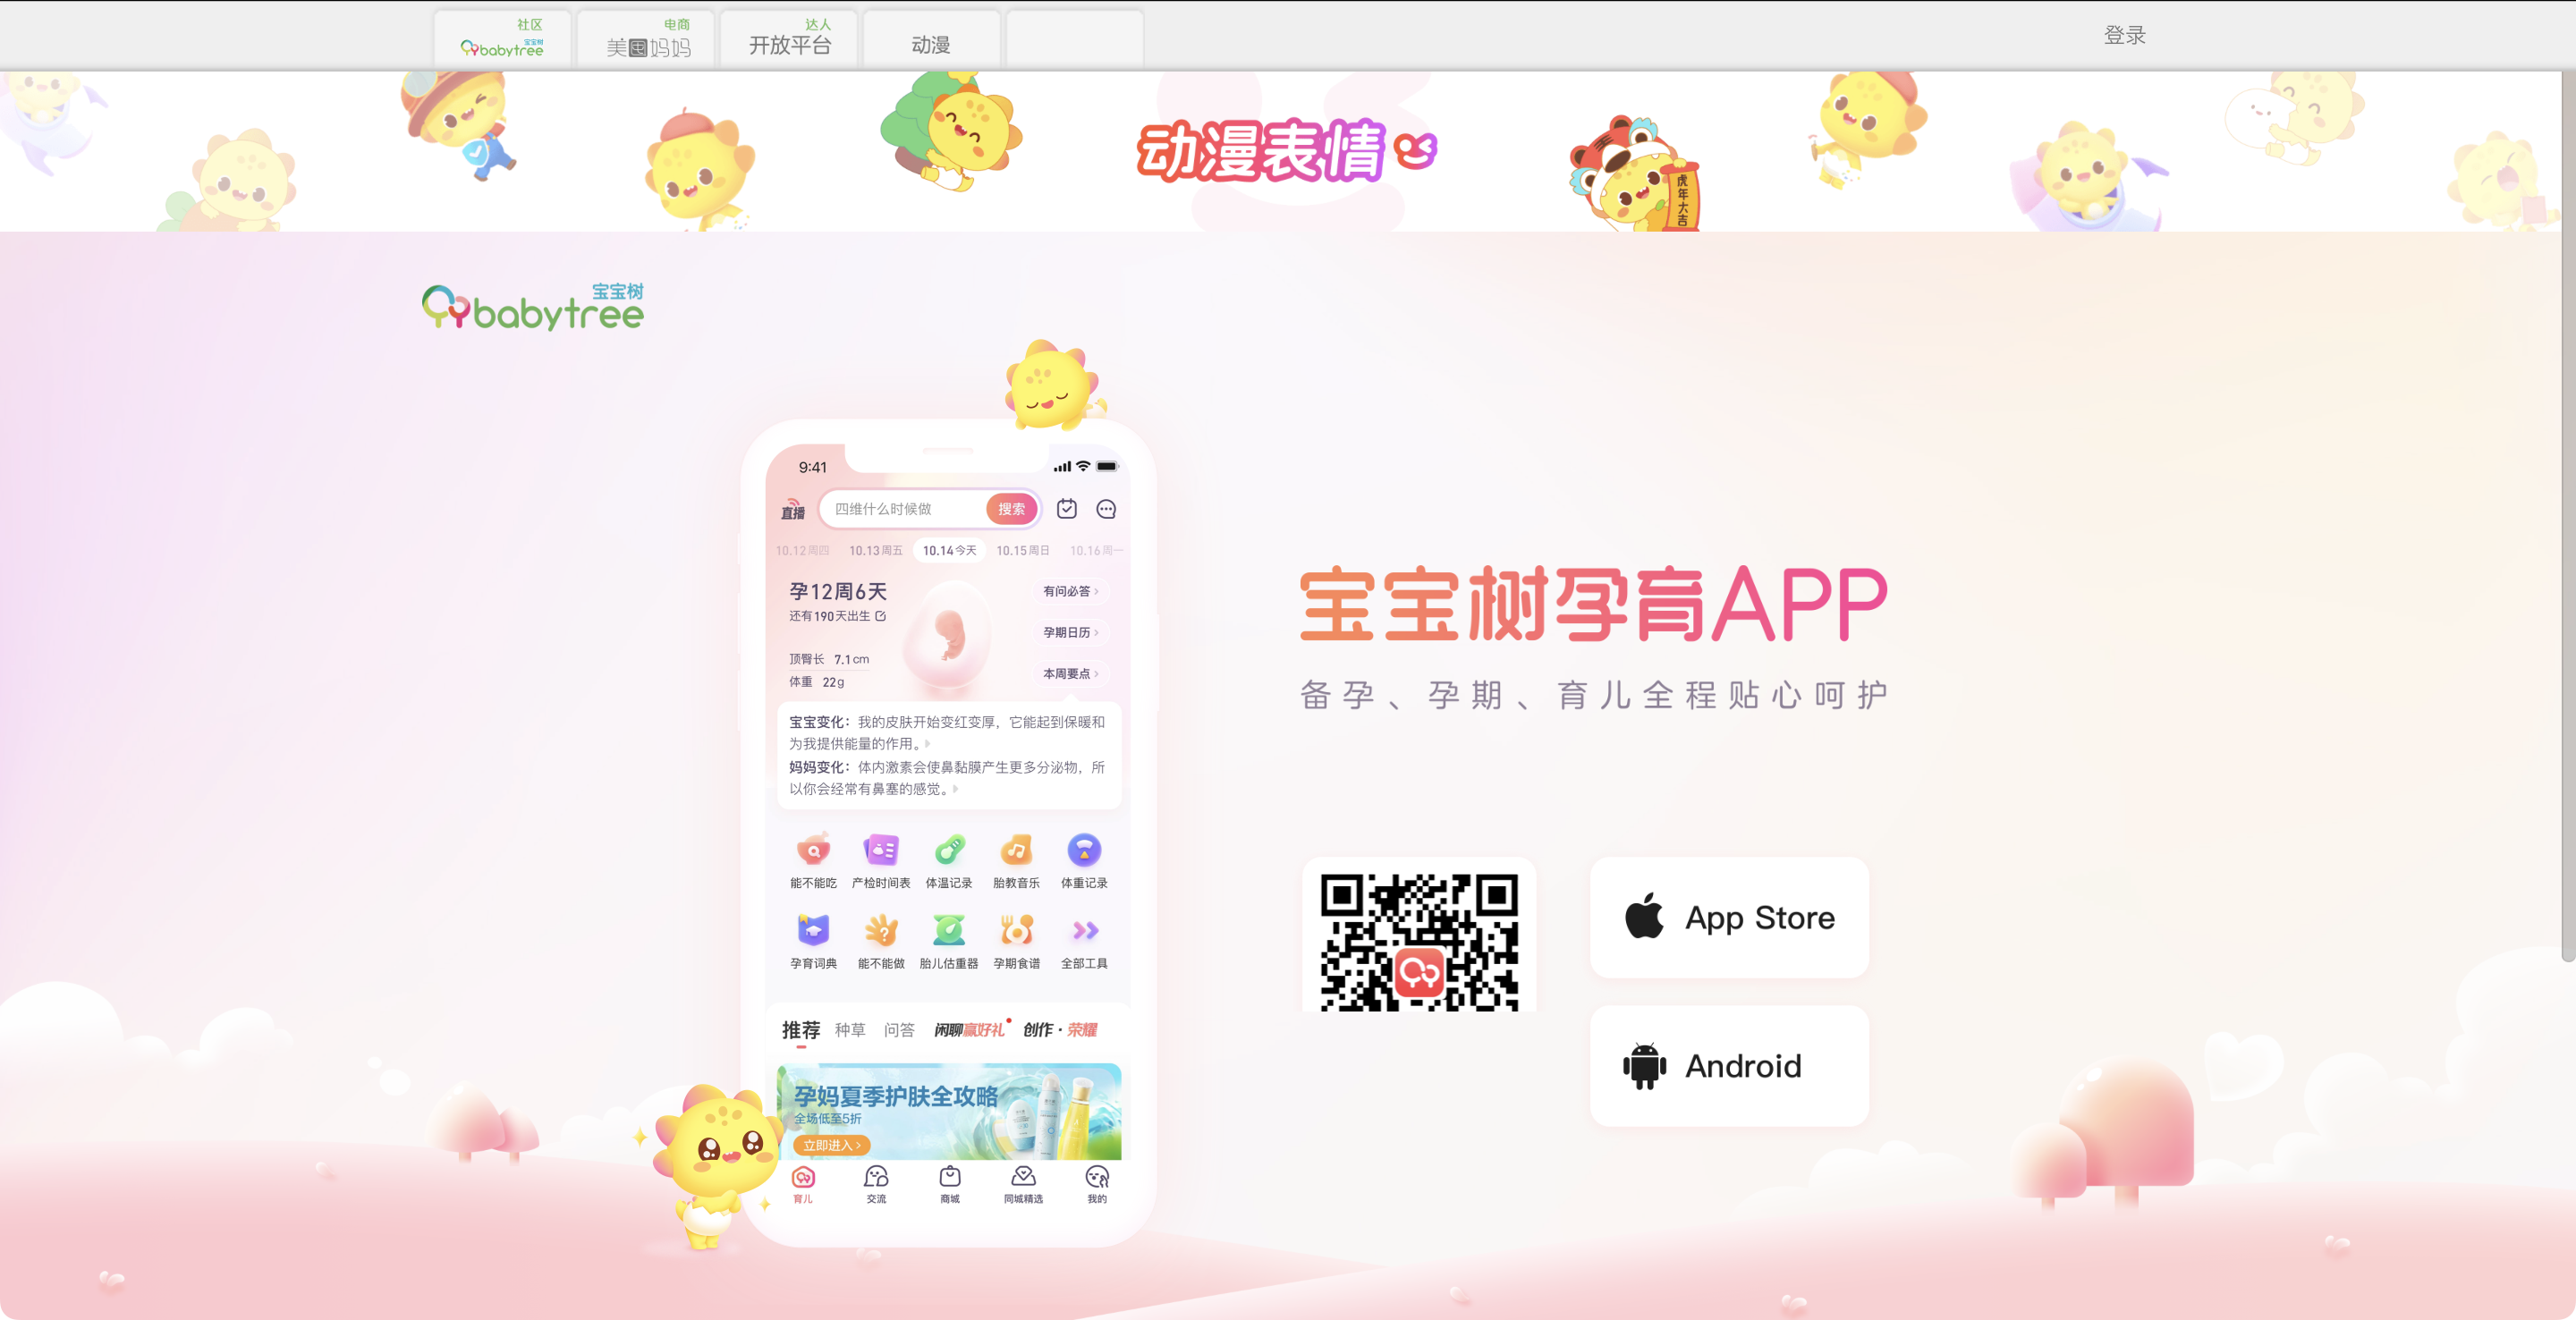 社区
宝宝树
babytree
电商
美囤妈妈
达人
开放平台
动漫
登录
动漫表情
虎年大吉
宝宝树
babytree
9:41
直播
四维什么时候做
搜索
10.12周四
10.13周五
10.14今天
10.15周日
10.16周一
孕12周6天
还有190天出生
顶臀长 7.1cm
体重 22g
有问必答
孕期日历
本周要点
宝宝变化：我的皮肤开始变红变厚，它能起到保暖和
为我提供能量的作用。
妈妈变化：体内激素会使鼻黏膜产生更多分泌物，所
以你会经常有鼻塞的感觉。
能不能吃
产检时间表
体温记录
胎教音乐
体重记录
孕育词典
能不能做
胎儿估重器
孕期食谱
全部工具
推荐
种草
问答
闲聊赢好礼
创作·荣耀
孕妈夏季护肤全攻略
全场低至5折
立即进入
育儿
交流
商城
同城精选
我的
宝宝树孕育APP
备孕、孕期、育儿全程贴心呵护
App Store
Android